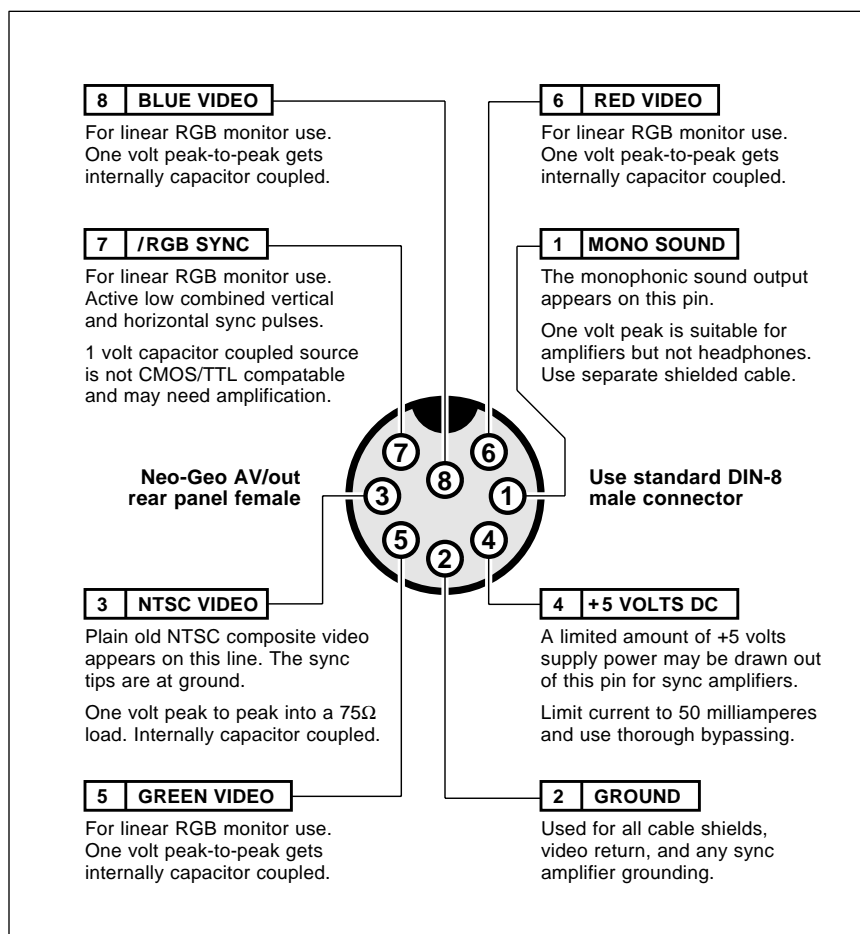 8 BLUE VIDEO
For linear RGB monitor use.
One volt peak-to-peak gets
internally capacitor coupled.
6 RED VIDEO
For linear RGB monitor use.
One volt peak-to-peak gets
internally capacitor coupled.
7 /RGB SYNC
For linear RGB monitor use.
Active low combined vertical
and horizontal sync pulses.
1 volt capacitor coupled source
is not CMOS/TTL compatable
and may need amplification.
1 MONO SOUND
The monophonic sound output
appears on this pin.
One volt peak is suitable for
amplifiers but not headphones.
Use separate shielded cable.
Neo-Geo AV/out
rear panel female
7 6
8
3 1
5 4
2
Use standard DIN-8
male connector
3 NTSC VIDEO
Plain old NTSC composite video
appears on this line. The sync
tips are at ground.
One volt peak to peak into a 75Ω
load. Internally capacitor coupled.
4 +5 VOLTS DC
A limited amount of +5 volts
supply power may be drawn out
of this pin for sync amplifiers.
Limit current to 50 milliamperes
and use thorough bypassing.
5 GREEN VIDEO
For linear RGB monitor use.
One volt peak-to-peak gets
internally capacitor coupled.
2 GROUND
Used for all cable shields,
video return, and any sync
amplifier grounding.